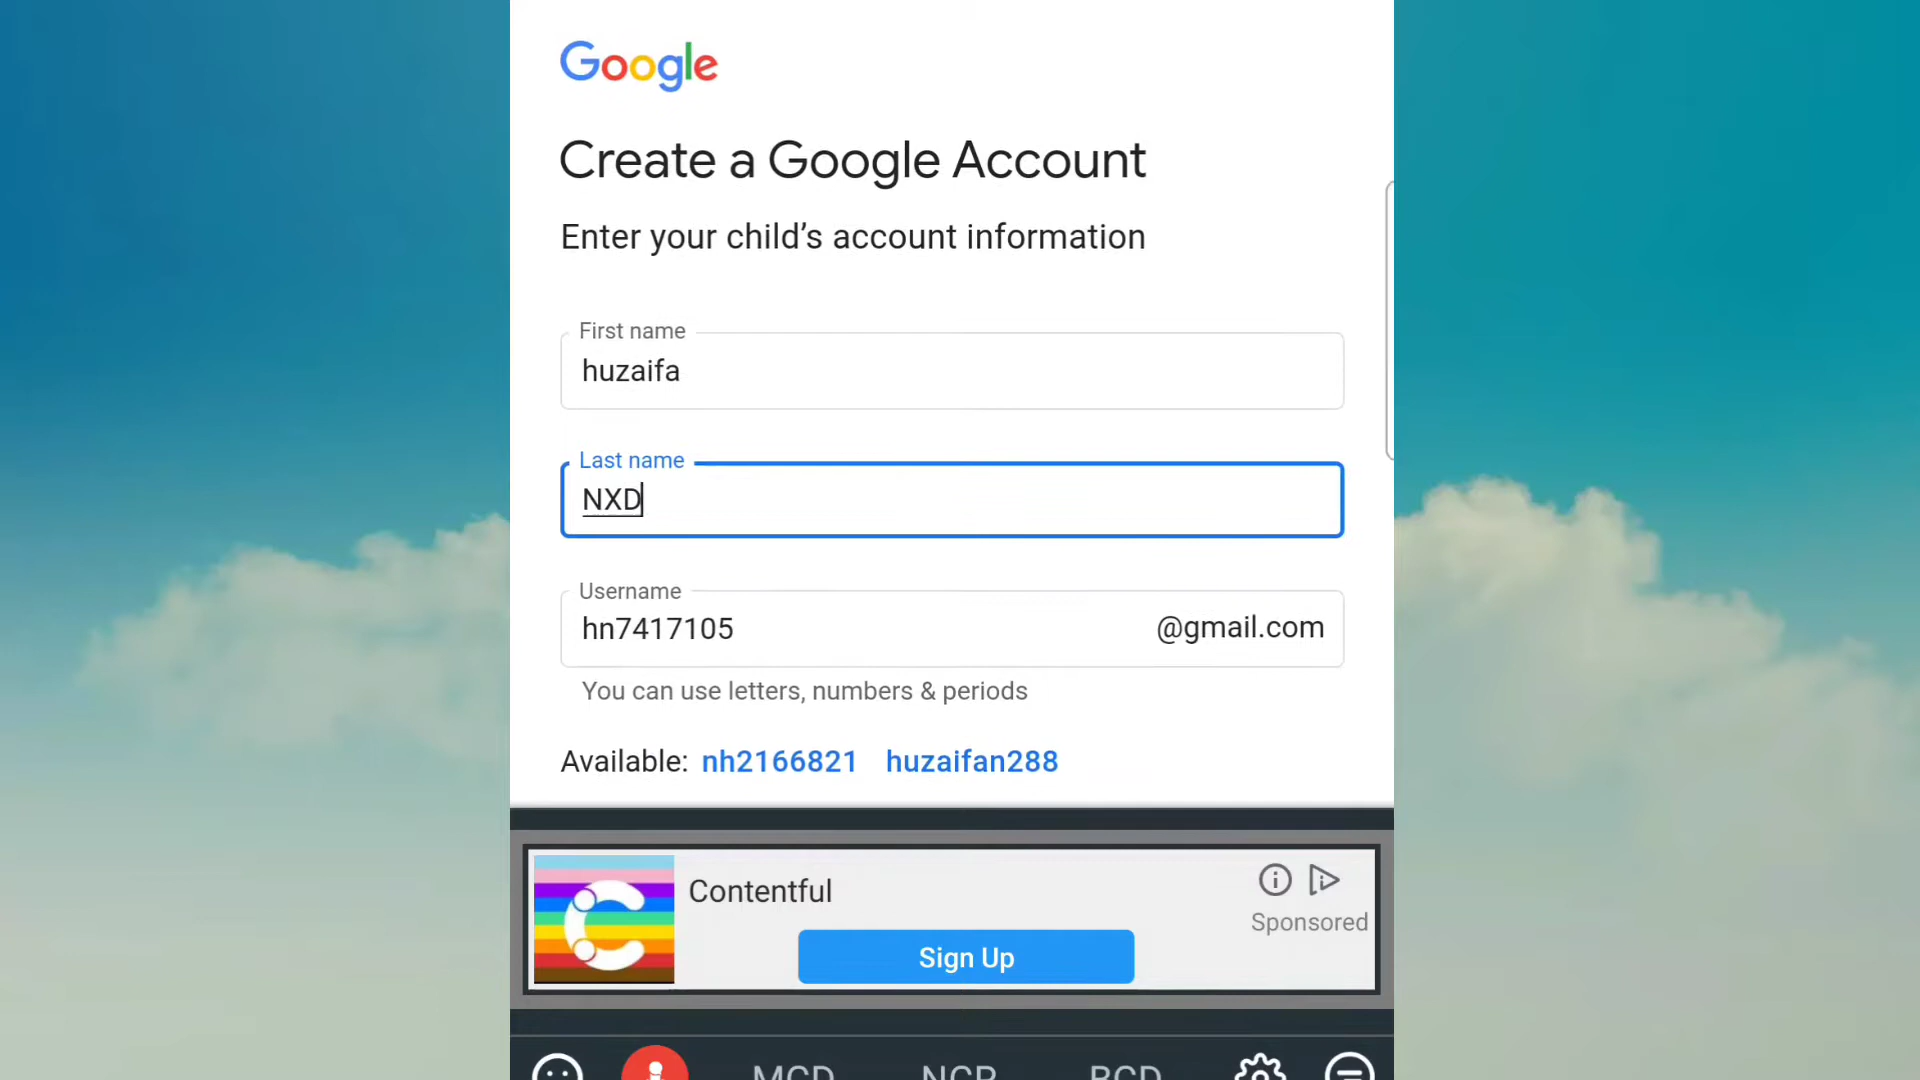 Google
Create a Google Account
Enter your child’s account information
First name
huzaifa
Last name
NXD
Username
hn7417105 @gmail.com
You can use letters, numbers & periods
Available: nh2166821 huzaifan288
Contentful
Sponsored
Sign Up